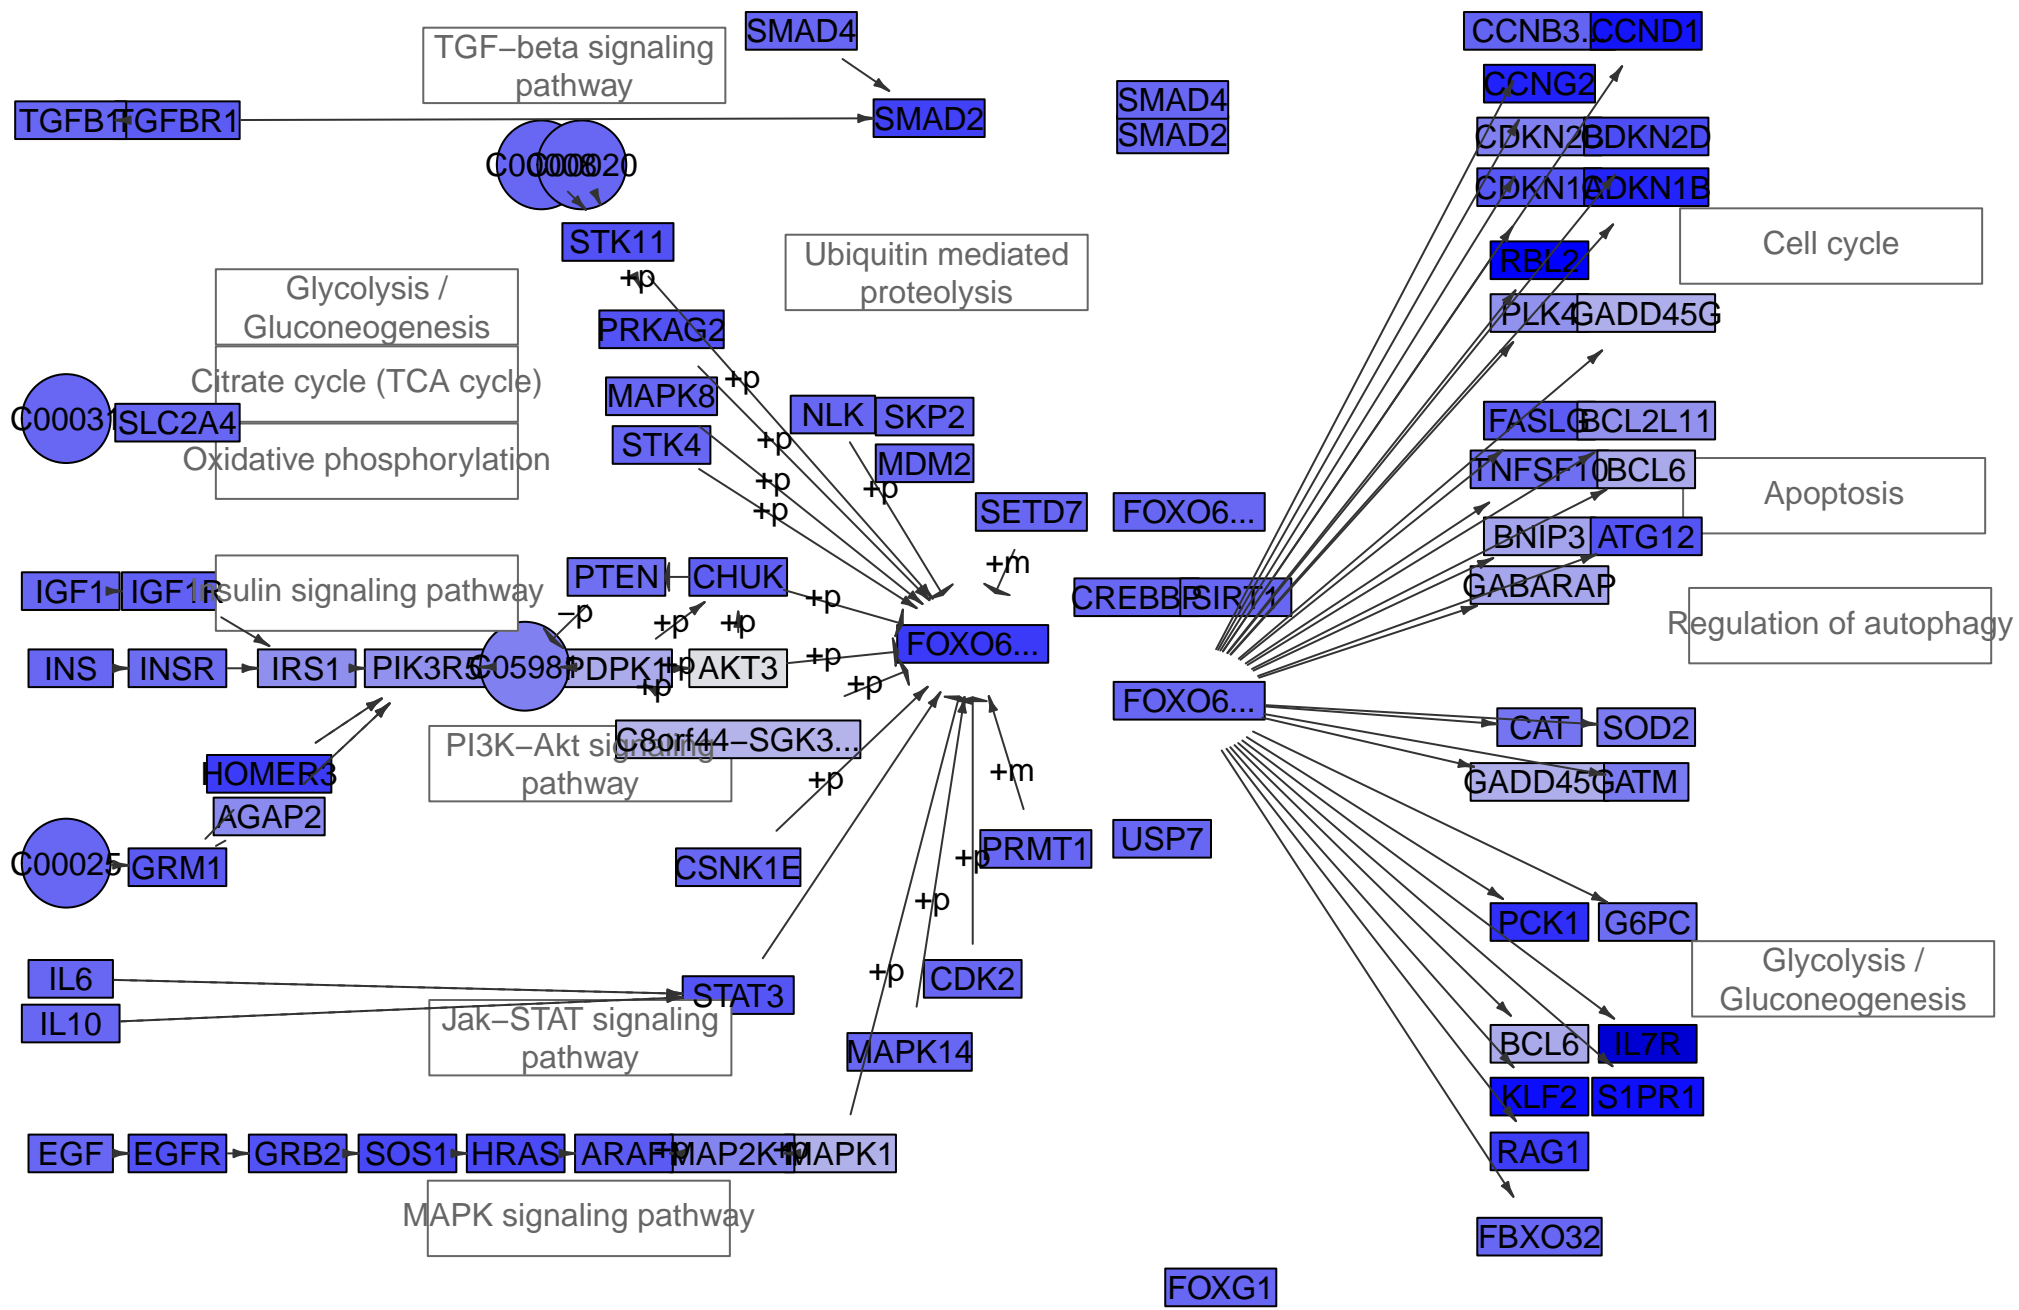 SMAD4
CCNB3...
CCND1
TGF−beta signaling
pathway
CCNG2
SMAD4
TGFB1
TGFBR1
SMAD2
SMAD2
CDKN2B
CDKN2D
C00020
CDKN1A
CDKN1B
STK11
Cell cycle
Ubiquitin mediated
proteolysis
RBL2
+p
Glycolysis /
Gluconeogenesis
PRKAG2
PLK4
GADD45G
Citrate cycle (TCA cycle)
+p
MAPK8
NLK
SKP2
C00031
SLC2A4
FASLG
BCL2L11
STK4
+p
Oxidative phosphorylation
MDM2
TNFSF10
BCL6
+p
+p
Apoptosis
+p
SETD7
FOXO6...
BNIP3
ATG12
+m
PTEN
CHUK
GABARAP
IGF1
IGF1R
Insulin signaling pathway
+p
CREBBP
SIRT1
−p
+p
+p
Regulation of autophagy
FOXO6...
INS
INSR
IRS1
PIK3R5
C05981
PDPK1
+p
AKT3
+p
+p
+p
FOXO6...
CAT
SOD2
PI3K−Akt signaling
pathway
C8orf44−SGK3...
HOMER3
+p
+m
GADD45G
ATM
AGAP2
USP7
PRMT1
C00025
GRM1
CSNK1E
+p
+p
PCK1
G6PC
IL6
+p
CDK2
Glycolysis /
Gluconeogenesis
STAT3
IL10
Jak−STAT signaling
pathway
MAPK14
BCL6
IL7R
KLF2
S1PR1
EGF
EGFR
GRB2
SOS1
HRAS
ARAF
+p
MAP2K1
+p
MAPK1
RAG1
MAPK signaling pathway
FBXO32
FOXG1